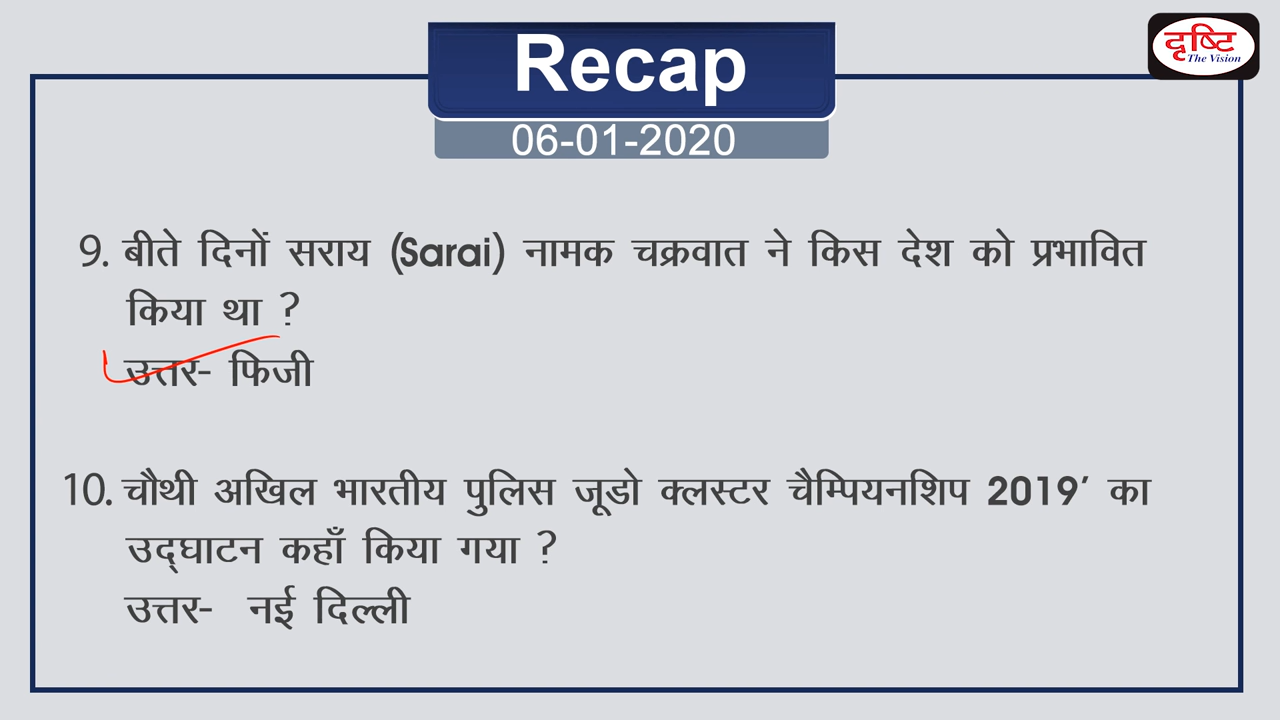 Recap
दृष्टि
The Vision
06-01-2020
9. बीते दिनों सराय (Sarai) नामक चक्रवात ने किस देश को प्रभावित
किया था ?
उत्तर- फिजी
10. चौथी अखिल भारतीय पुलिस जूडो क्लस्टर चैम्पियनशिप 2019’ का
उद्घाटन कहाँ किया गया ?
उत्तर- नई दिल्ली